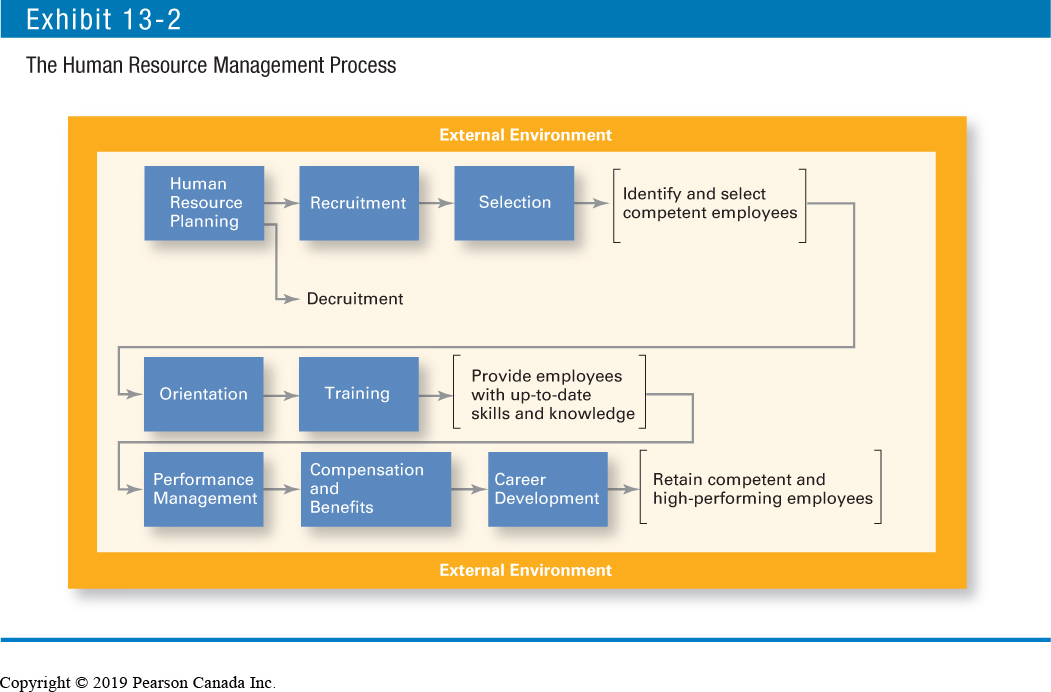 Exhibit 13-2
The Human Resource Management Process
External Environment
Human
Resource
Planning
Recruitment
Selection
Identify and select
competent employees
Decruitment
Orientation
Training
Provide employees
with up-to-date
skills and knowledge
Performance
Management
Compensation
and
Benefits
Career
Development
Retain competent and
high-performing employees
External Environment
Copyright © 2019 Pearson Canada Inc.